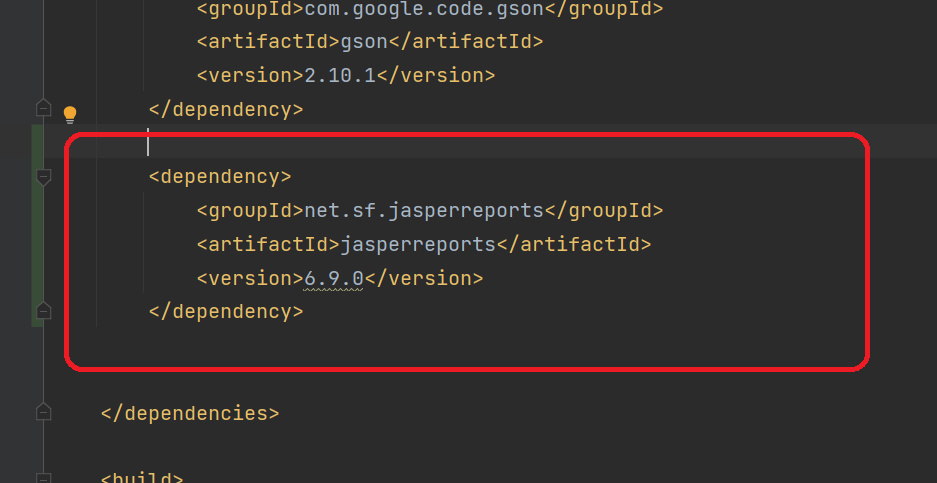 <groupId>com.google.code.gson</groupId>
<artifactId>gson</artifactId>
<version>2.10.1</version>
</dependency>
<dependency>
<groupId>net.sf.jasperreports</groupId>
<artifactId>jasperreports</artifactId>
<version>6.9.0</version>
</dependency>
</dependencies>
<build>